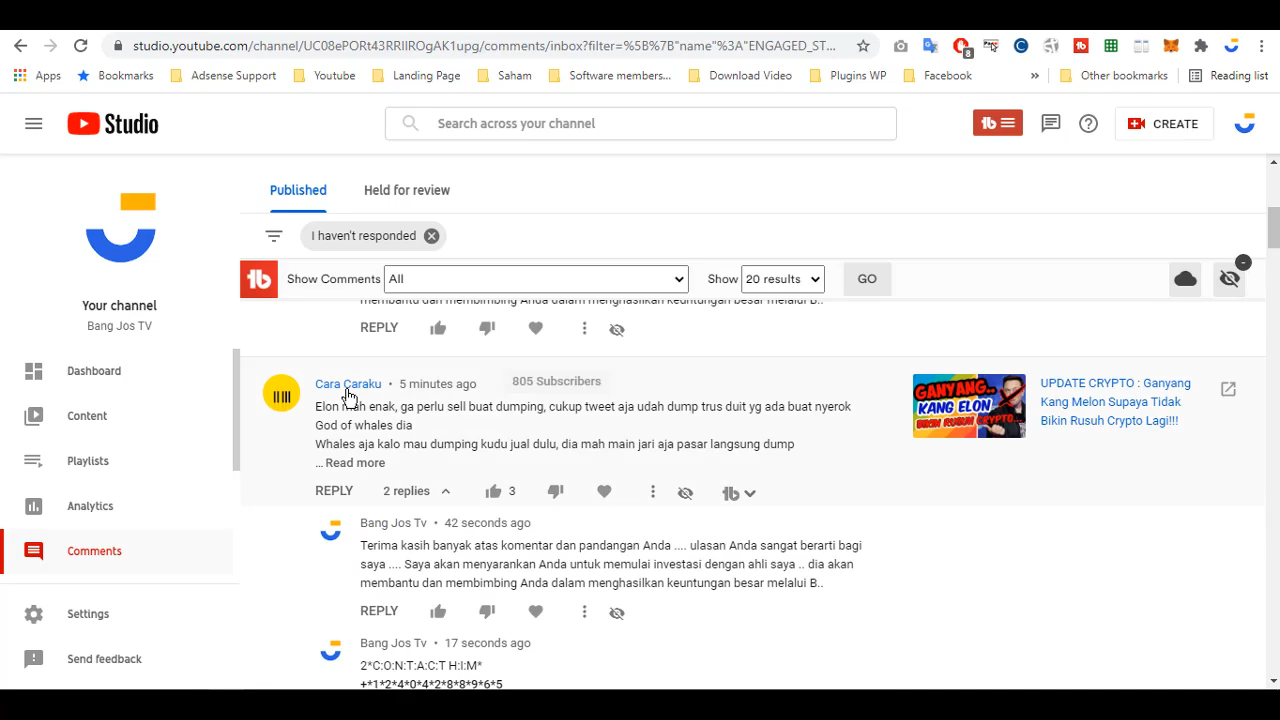 studio.youtube.com/channel/UC08ePORt43RRIIROgAK1upg/comments/inbox?filter=%5B%7B"name"%3A"ENGAGED_ST...
8
Apps
Bookmarks
Adsense Support
Youtube
Landing Page
Saham
Software members...
Download Video
Plugins WP
Facebook
»
Other bookmarks
Reading list
Studio
Search across your channel
tb
CREATE
Your channel
Bang Jos TV
Dashboard
Content
Playlists
Analytics
Comments
Settings
Send feedback
Published
Held for review
I haven't responded
tb
Show Comments
All
Show
20 results
GO
membantu dan membimbing Anda dalam menghasilkan keuntungan besar melalui B..
REPLY
Cara Caraku • 5 minutes ago
805 Subscribers
Elon mah enak, ga perlu sell buat dumping, cukup tweet aja udah dump trus duit yg ada buat nyerok
God of whales dia
Whales aja kalo mau dumping kudu jual dulu, dia mah main jari aja pasar langsung dump
... Read more
REPLY
2 replies
3
tb
GANYANG
KANG ELON
BIKIN RUSUH CRYPTO
UPDATE CRYPTO : Ganyang
Kang Melon Supaya Tidak
Bikin Rusuh Crypto Lagi!!!
Bang Jos Tv • 42 seconds ago
Terima kasih banyak atas komentar dan pandangan Anda .... ulasan Anda sangat berarti bagi
saya .... Saya akan menyarankan Anda untuk memulai investasi dengan ahli saya .. dia akan
membantu dan membimbing Anda dalam menghasilkan keuntungan besar melalui B..
REPLY
Bang Jos Tv • 17 seconds ago
2*C:O:N:T:A:C:T H:I:M*
+*1*2*4*0*4*2*8*8*9*6*5